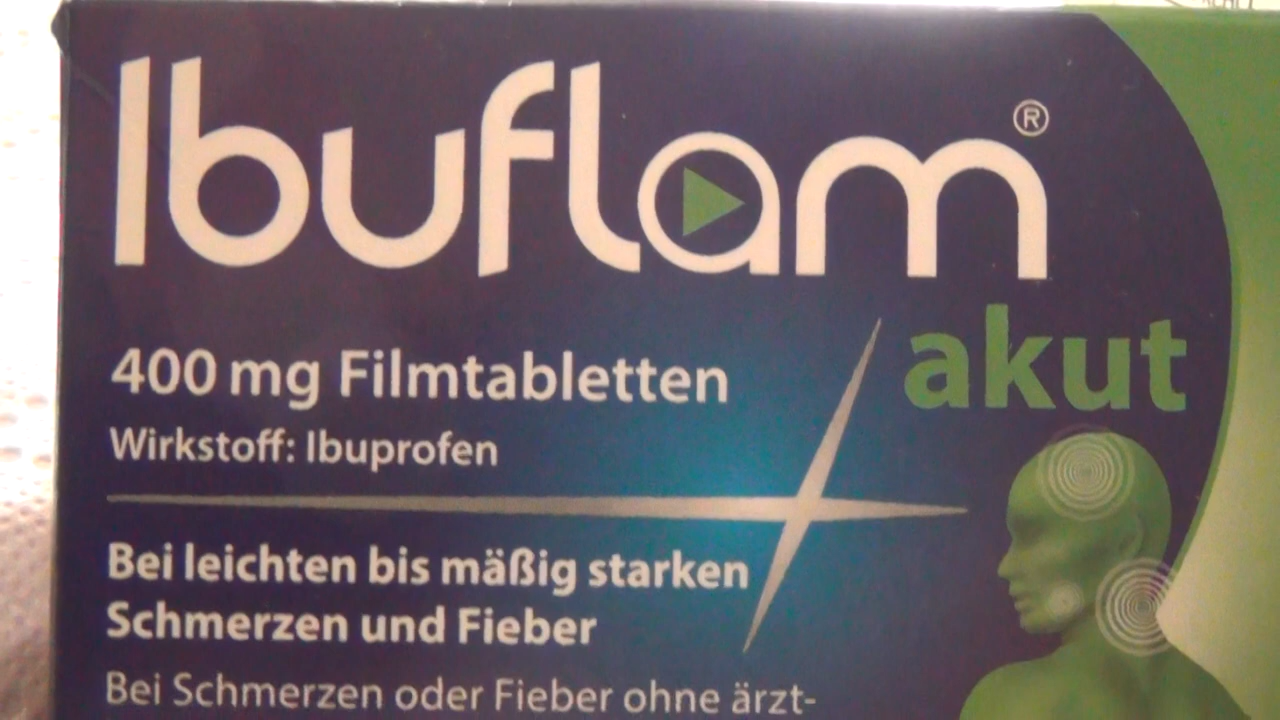 Ibuflam®
akut
400 mg Filmtabletten
Wirkstoff: Ibuprofen
Bei leichten bis mäßig starken
Schmerzen und Fieber
Bei Schmerzen oder Fieber ohne ärzt-